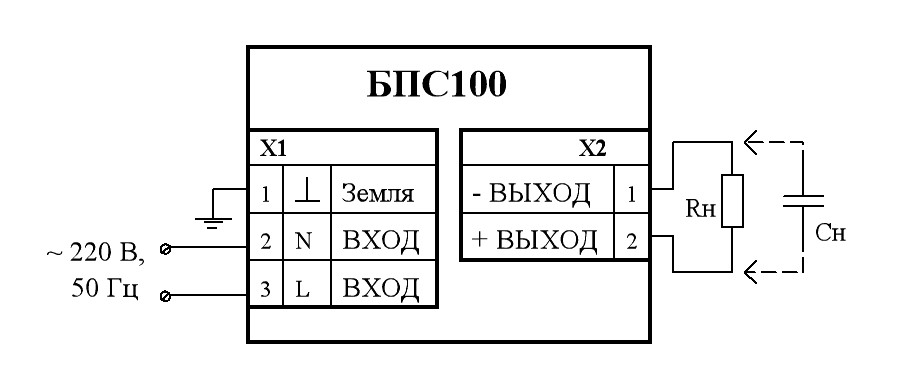 БПС100
X1
X2
1 ⊥ Земля
- ВЫХОД 1
2 N ВХОД
+ ВЫХОД 2
3 L ВХОД
~ 220 В,
50 Гц
Rн
Cн